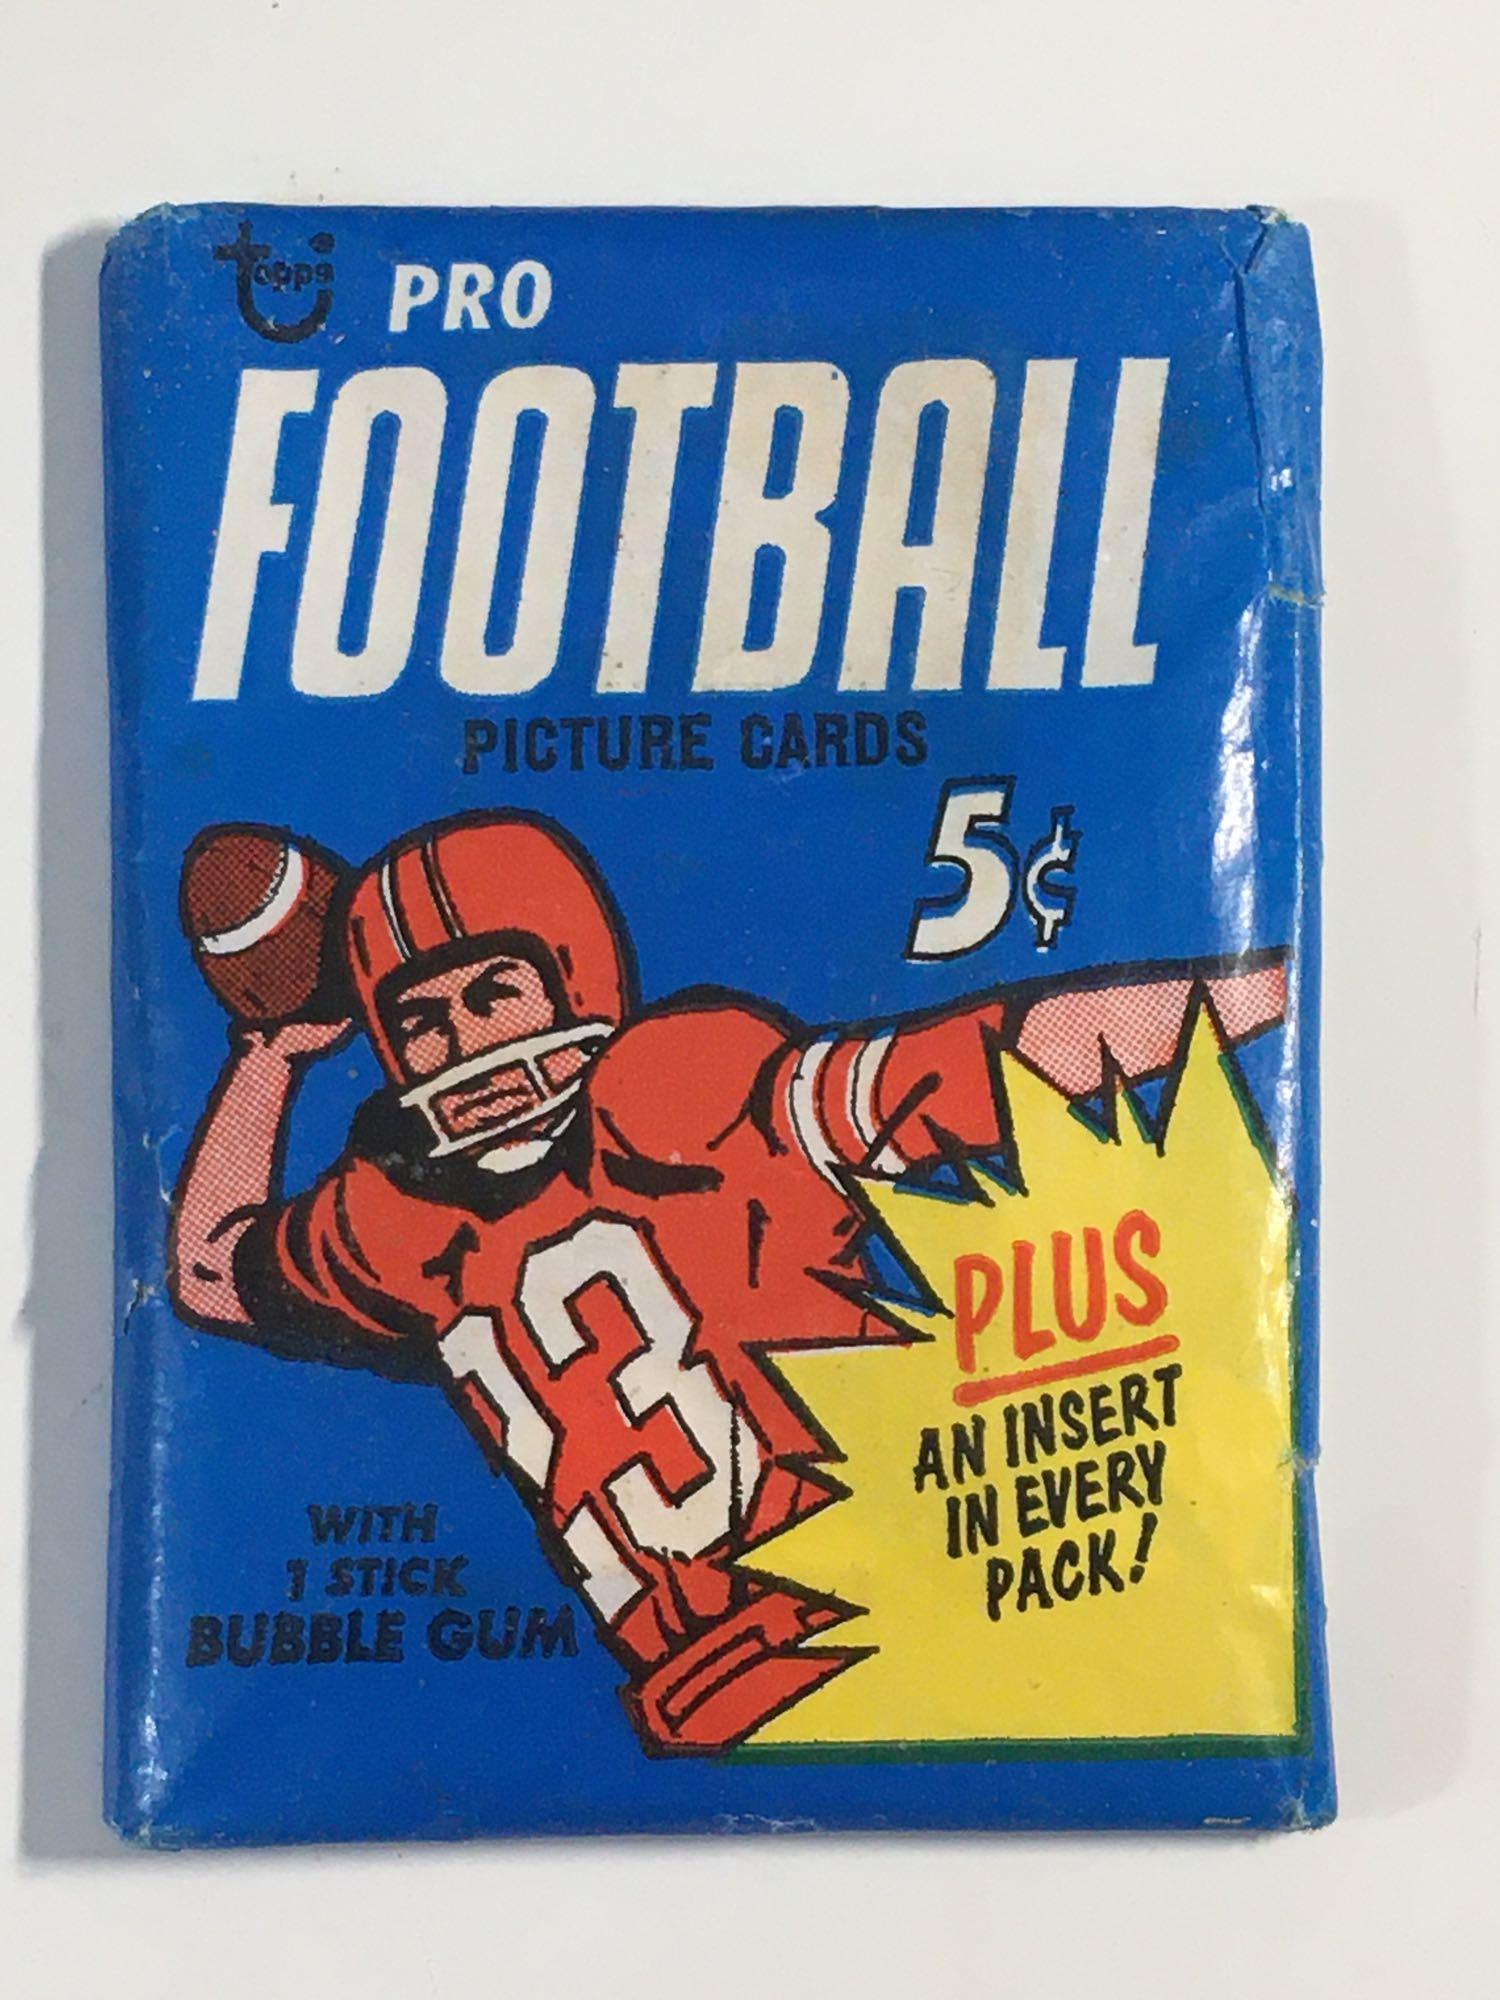 Topps PRO
FOOTBALL
PICTURE CARDS
5¢
13
PLUS
AN INSERT
IN EVERY
PACK!
WITH
1 STICK
BUBBLE GUM